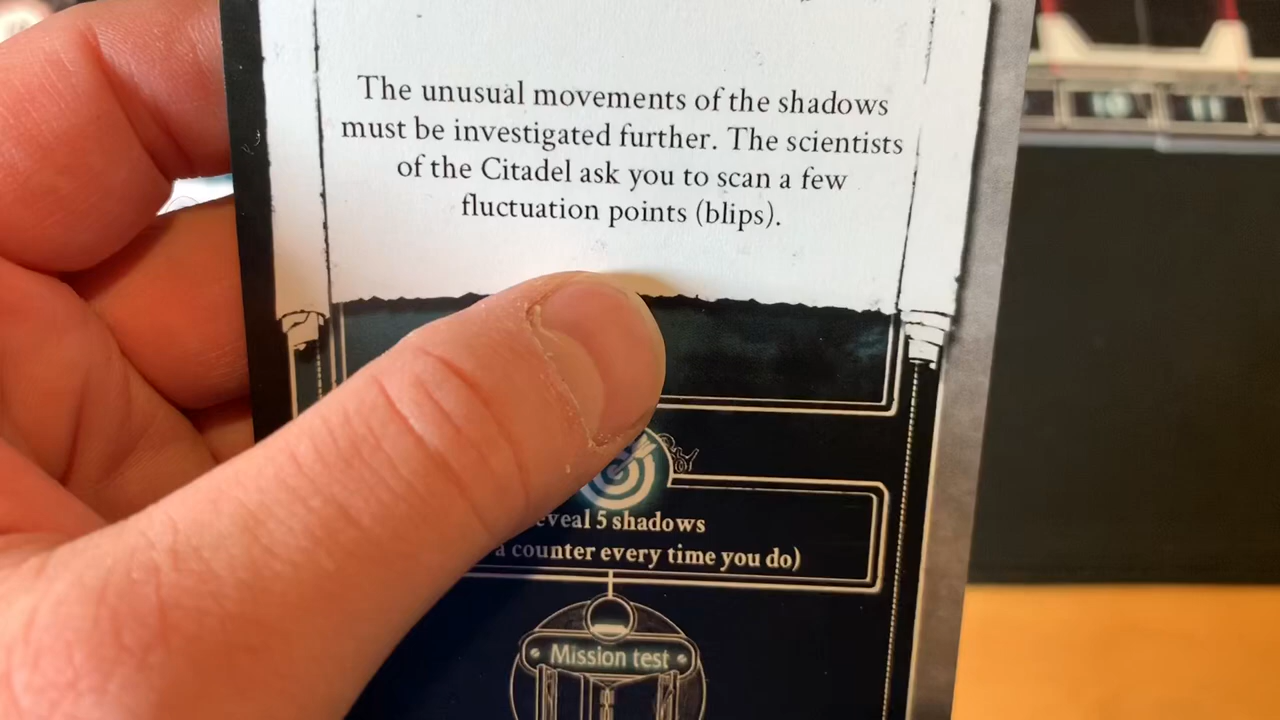 The unusual movements of the shadows
must be investigated further. The scientists
of the Citadel ask you to scan a few
fluctuation points (blips).
5 shadows
a counter every time you do)
Mission test